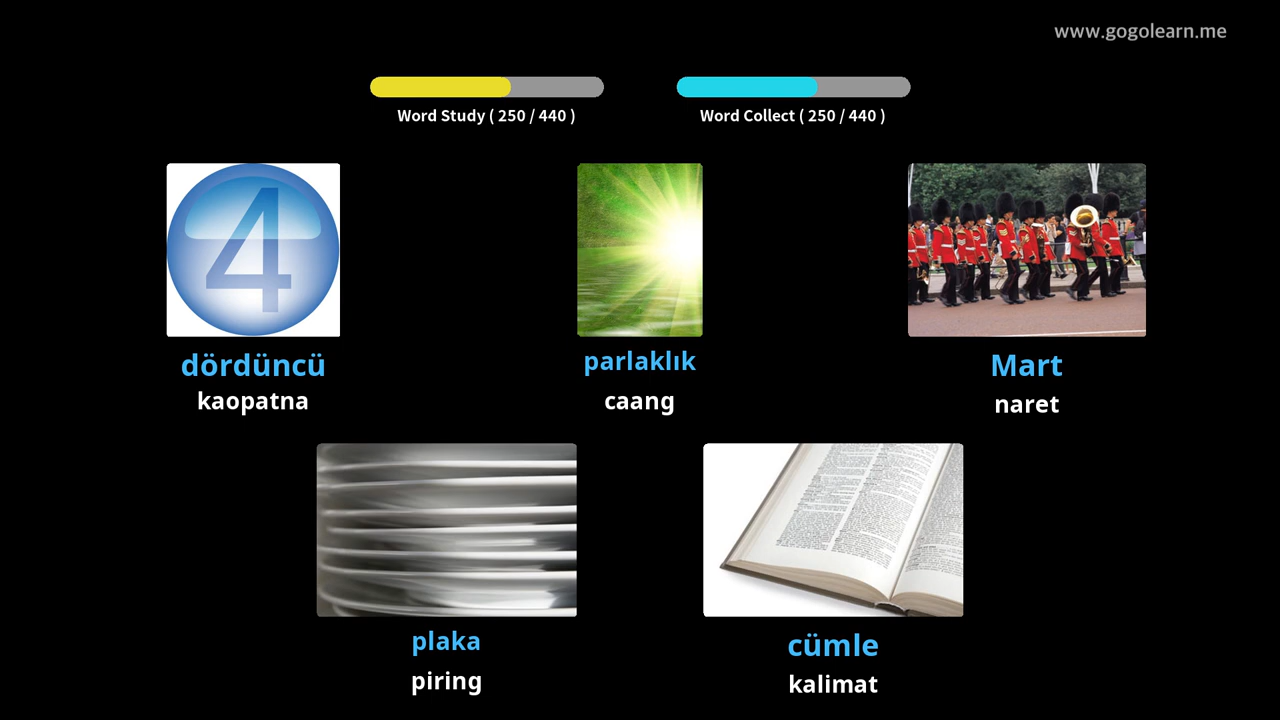 www.gogolearn.me
Word Study ( 250 / 440 )
Word Collect ( 250 / 440 )
4
dördüncü
kaopatna
parlaklık
caang
Mart
naret
plaka
piring
cümle
kalimat